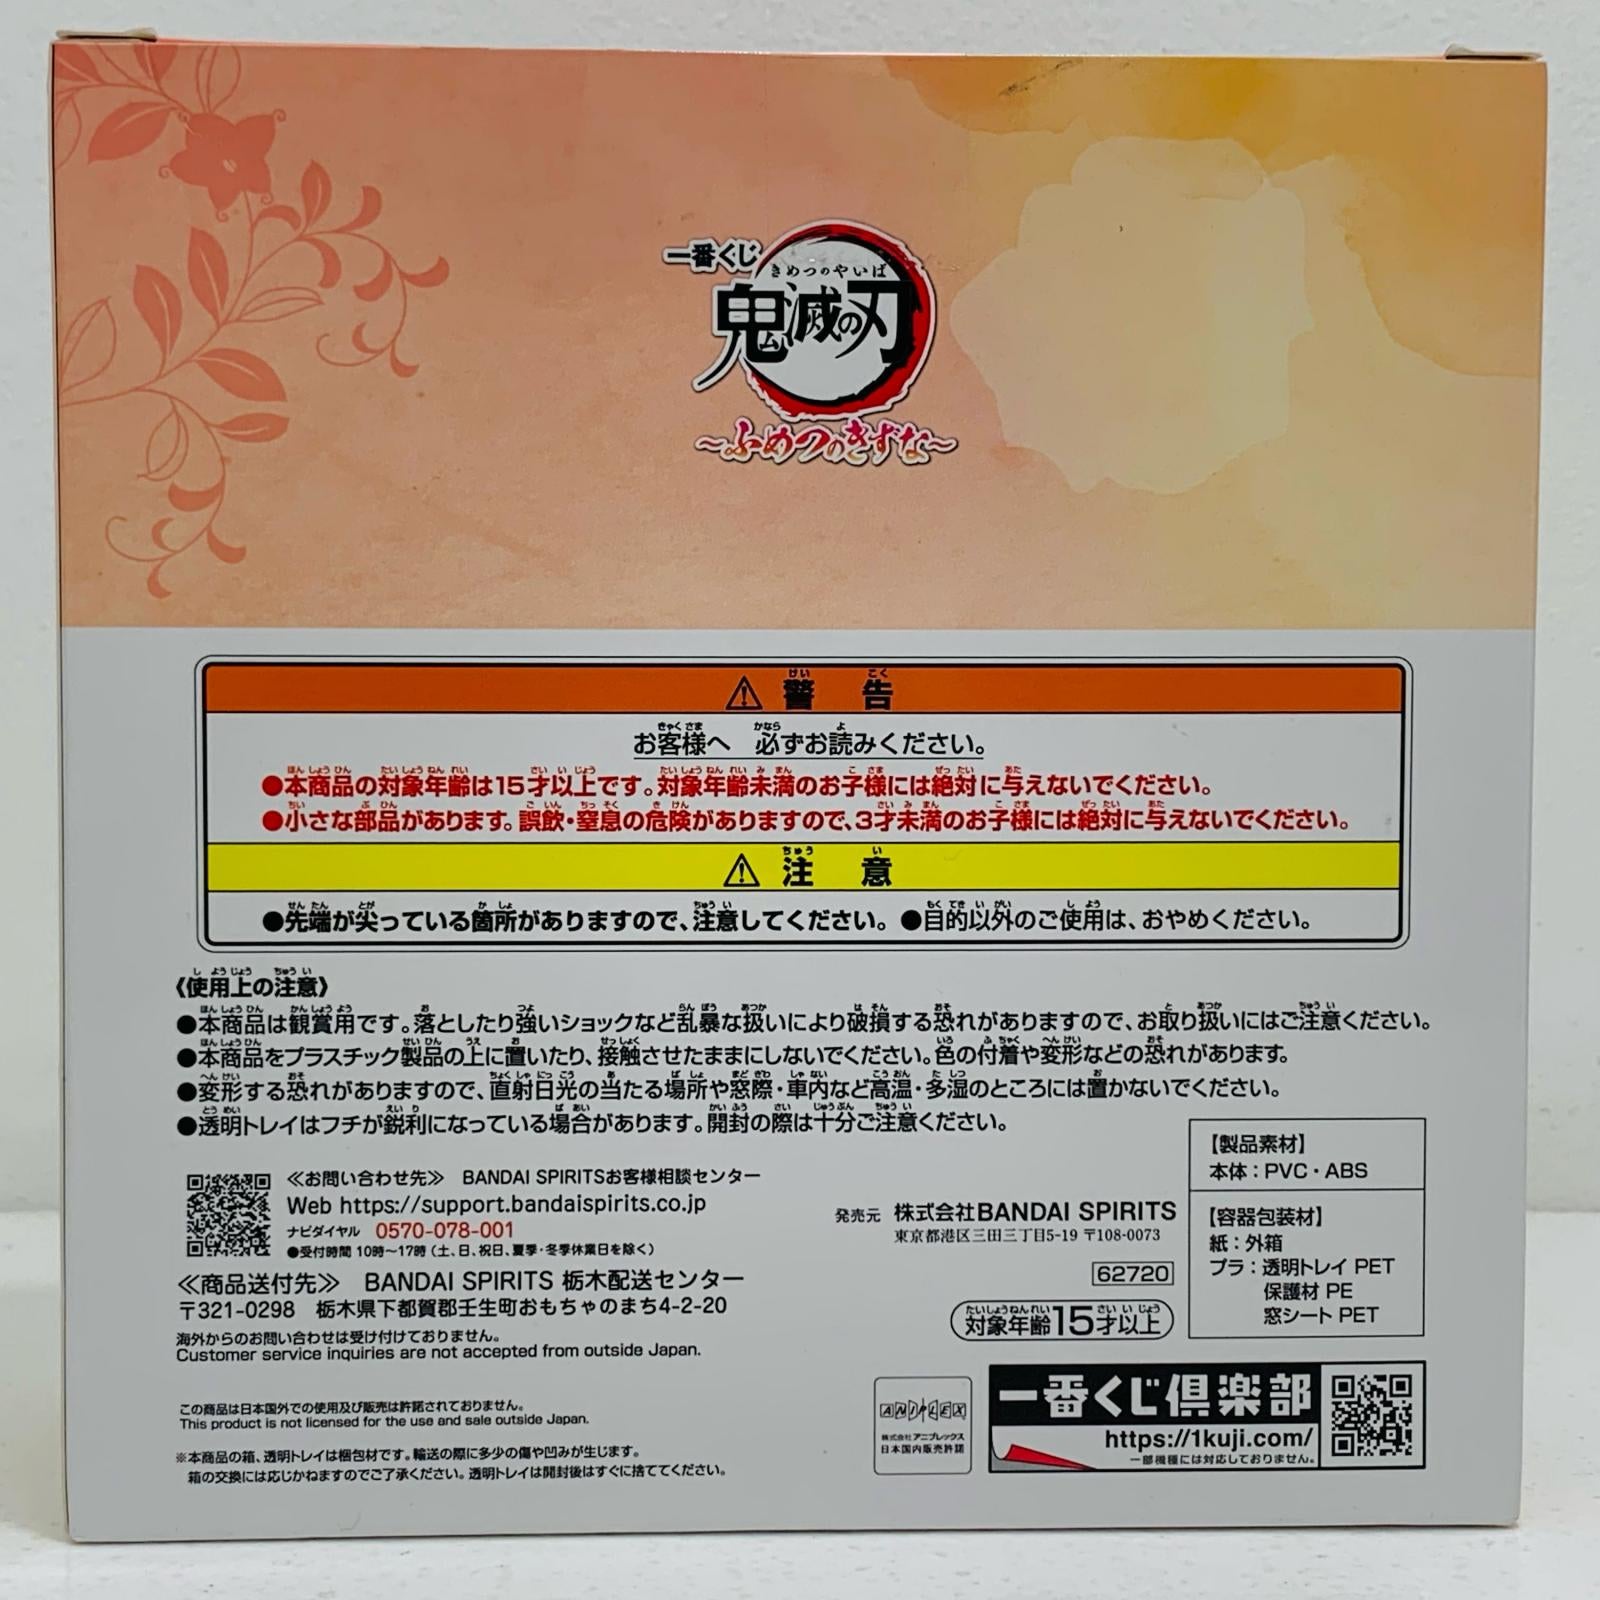 一番くじ
きめつのやいば
鬼滅の刃
～ふめつのきずな～
⚠ 警告
お客様へ 必ずお読みください。
●本商品の対象年齢は15才以上です。対象年齢未満のお子様には絶対に与えないでください。
●小さな部品があります。誤飲・窒息の危険がありますので、3才未満のお子様には絶対に与えないでください。
⚠ 注意
●先端が尖っている箇所がありますので、注意してください。●目的以外のご使用は、おやめください。
《使用上の注意》
●本商品は観賞用です。落としたり強いショックなど乱暴な扱いにより破損する恐れがありますので、お取り扱いにはご注意ください。
●本商品をプラスチック製品の上に置いたり、接触させたままにしないでください。色の付着や変形などの恐れがあります。
●変形する恐れがありますので、直射日光の当たる場所や窓際・車内など高温・多湿のところには置かないでください。
●透明トレイはフチが鋭利になっている場合があります。開封の際は十分ご注意ください。
≪お問い合わせ先≫ BANDAI SPIRITSお客様相談センター
Web https://support.bandaispirits.co.jp
ナビダイヤル 0570-078-001
●受付時間 10時～17時（土、日、祝日、夏季・冬季休業日を除く）
≪商品送付先≫ BANDAI SPIRITS 栃木配送センター
〒321-0298 栃木県下都賀郡壬生町おもちゃのまち4-2-20
海外からのお問い合わせは受け付けておりません。
Customer service inquiries are not accepted from outside Japan.
この商品は日本国外での使用及び販売は許諾されておりません。
This product is not licensed for the use and sale outside Japan.
※本商品の箱、透明トレイは梱包材です。輸送の際に多少の傷や凹みが生じます。
箱の交換には応じかねますのでご了承ください。透明トレイは開封後はすぐに捨ててください。
発売元 株式会社BANDAI SPIRITS
東京都港区三田三丁目5-19 〒108-0073
62720
対象年齢15才以上
【製品素材】
本体：PVC・ABS
【容器包装材】
紙：外箱
プラ：透明トレイ PET
保護材 PE
窓シート PET
ANIPLEX
株式会社アニプレックス
日本国内販売許諾
一番くじ倶楽部
https://1kuji.com/
一部機種には対応しておりません。